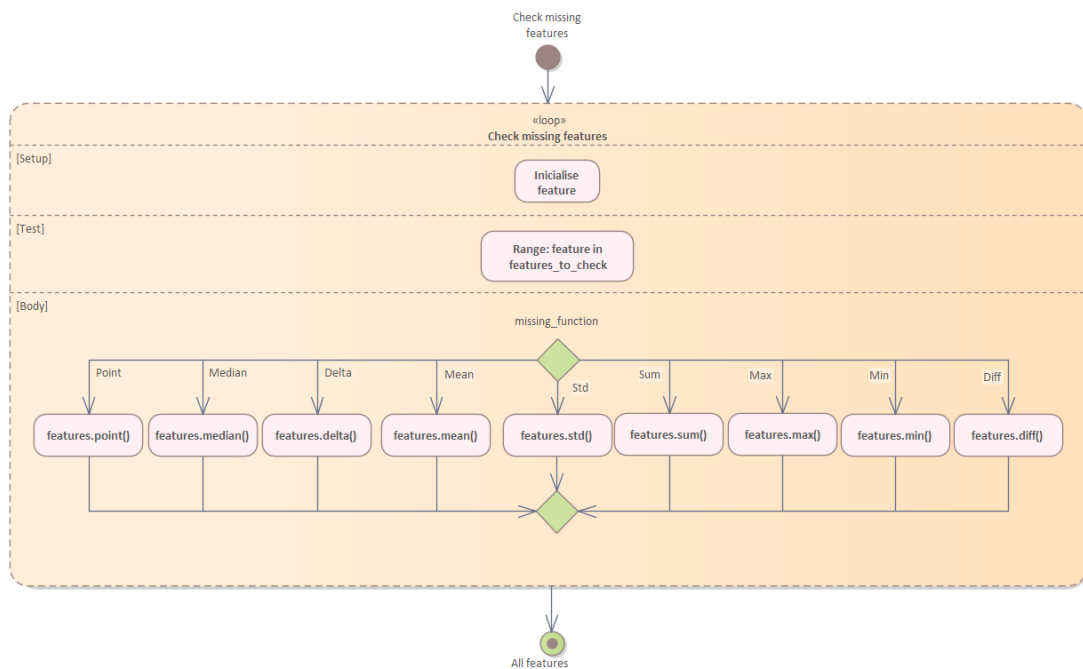 Check missing
features
«loop»
Check missing features
[Setup]
Inicialise
feature
[Test]
Range: feature in
features_to_check
[Body]
missing_function
Point
Median
Delta
Mean
Std
Sum
Max
Min
Diff
features.point()
features.median()
features.delta()
features.mean()
features.std()
features.sum()
features.max()
features.min()
features.diff()
All features